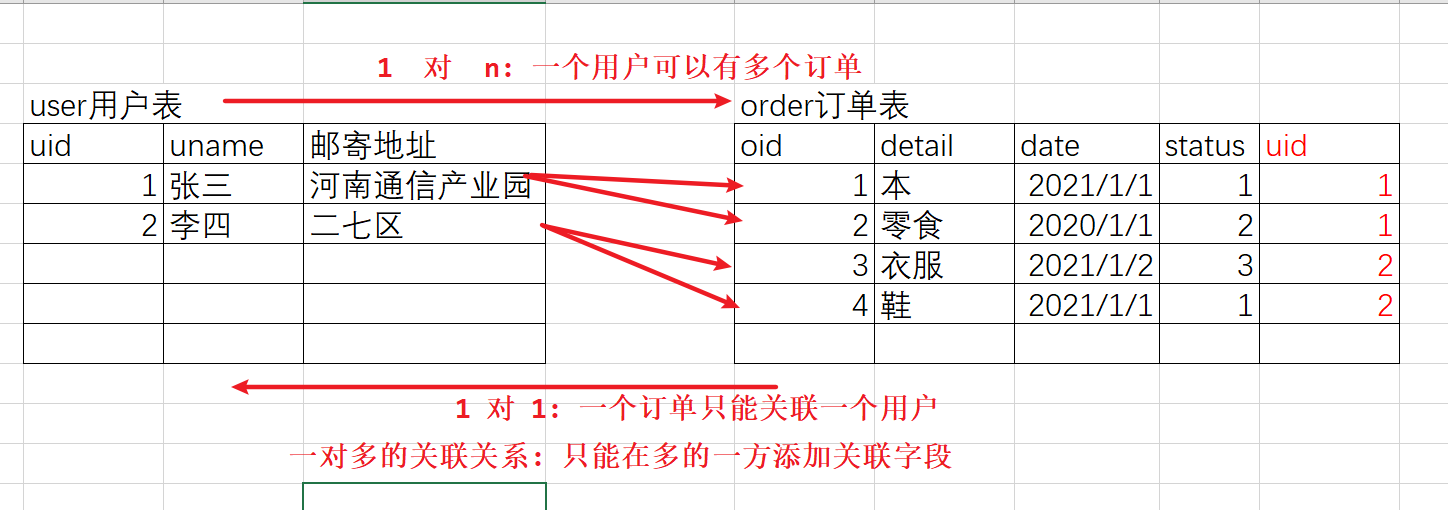 1 对 n: 一个用户可以有多个订单
user用户表
order订单表
uid uname 邮寄地址
oid detail date status uid
1 张三 河南通信产业园
1 本 2021/1/1 1 1
2 李四 二七区
2 零食 2020/1/1 2 1
3 衣服 2021/1/2 3 2
4 鞋 2021/1/1 1 2
1 对 1: 一个订单只能关联一个用户
一对多的关联关系: 只能在多的一方添加关联字段